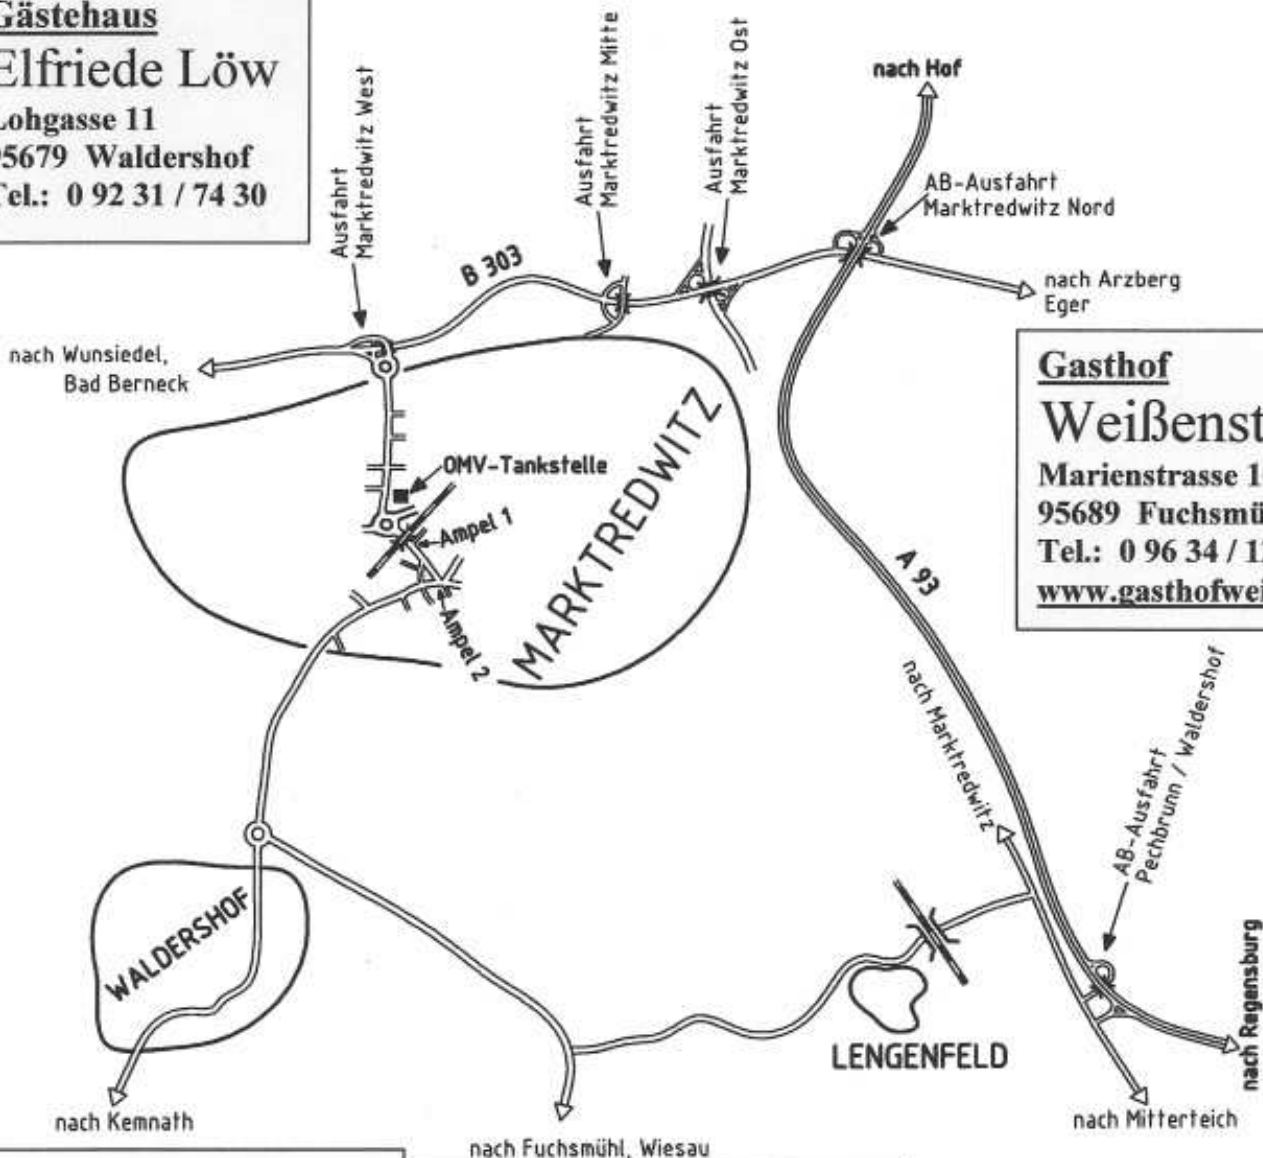 Gästehaus
Elfriede Löw
Lohgasse 11
95679 Waldershof
Tel.: 0 92 31 / 74 30
Ausfahrt
Marktredwitz West
Ausfahrt
Marktredwitz Mitte
Ausfahrt
Marktredwitz Ost
nach Hof
AB-Ausfahrt
Marktredwitz Nord
B 303
nach Arzberg
Eger
nach Wunsiedel,
Bad Berneck
Gasthof
Marienstrasse
95689
Tel.: 0 96 34 /
OMV-Tankstelle
Ampel 1
MARKTREDWITZ
A 93
Ampel 2
nach Marktredwitz
AB-Ausfahrt
Pechbrunn / Waldershof
WALDERSHOF
LENGENFELD
nach Regensburg
nach Kemnath
nach Mitterteich
nach Fuchsmühl, Wiesau